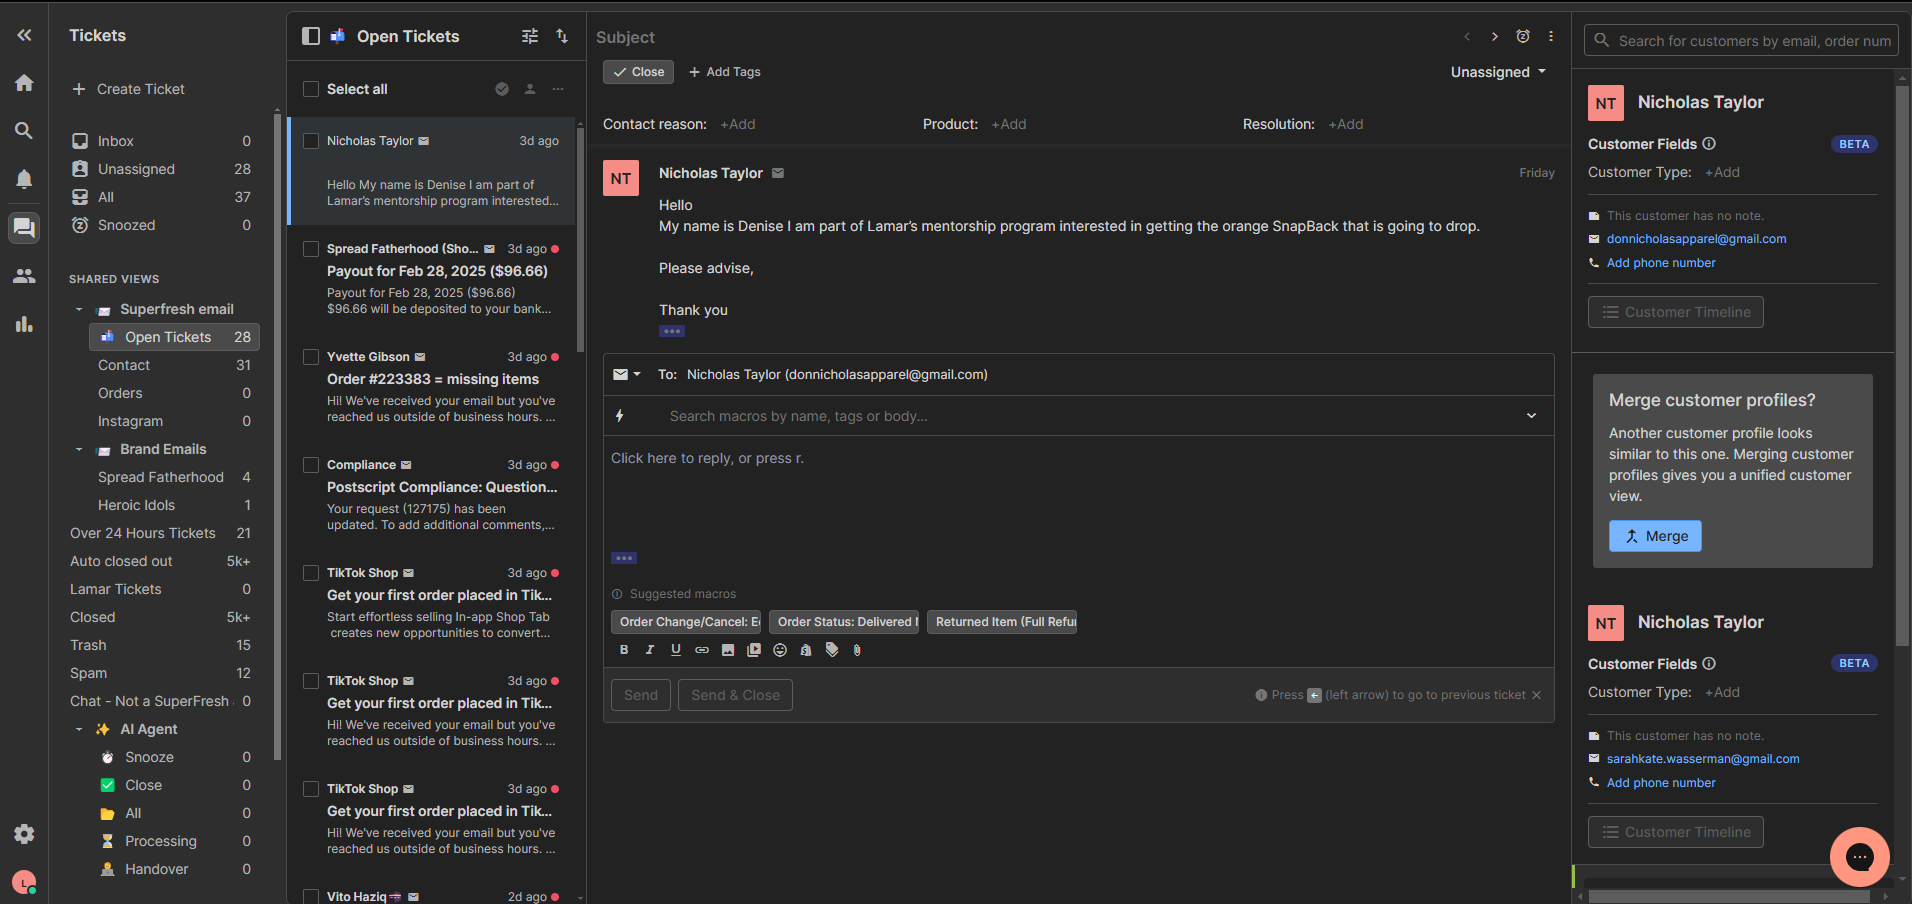 Tickets
Create Ticket
Inbox 0
Unassigned 28
All 37
Snoozed 0
SHARED VIEWS
Superfresh email
Open Tickets 28
Contact 31
Orders 0
Instagram 0
Brand Emails
Spread Fatherhood 4
Heroic Idols 1
Over 24 Hours Tickets 21
Auto closed out 5k+
Lamar Tickets 0
Closed 5k+
Trash 15
Spam 12
Chat - Not a SuperFresh 0
AI Agent
Snooze 0
Close 0
All 0
Processing 0
Handover 0
L
Open Tickets
Select all
Nicholas Taylor 3d ago
Hello My name is Denise I am part of
Lamar’s mentorship program interested...
Spread Fatherhood (Sho... 3d ago
Payout for Feb 28, 2025 ($96.66)
Payout for Feb 28, 2025 ($96.66)
$96.66 will be deposited to your bank...
Yvette Gibson 3d ago
Order #223383 = missing items
Hi! We've received your email but you've
reached us outside of business hours. ...
Compliance 3d ago
Postscript Compliance: Question...
Your request (127175) has been
updated. To add additional comments,...
TikTok Shop 3d ago
Get your first order placed in Tik...
Start effortless selling In-app Shop Tab
creates new opportunities to convert...
TikTok Shop 3d ago
Get your first order placed in Tik...
Hi! We've received your email but you've
reached us outside of business hours. ...
TikTok Shop 3d ago
Get your first order placed in Tik...
Hi! We've received your email but you've
reached us outside of business hours. ...
Vito Haziq 2d ago
Subject
Close + Add Tags Unassigned
Contact reason: +Add Product: +Add Resolution: +Add
NT Nicholas Taylor Friday
Hello
My name is Denise I am part of Lamar’s mentorship program interested in getting the orange SnapBack that is going to drop.
Please advise,
Thank you
To: Nicholas Taylor (donnicholasapparel@gmail.com)
Search macros by name, tags or body...
Click here to reply, or press r.
Suggested macros
Order Change/Cancel: Order Status: Delivered Returned Item (Full
B I U
Send Send & Close Press ← (left arrow) to go to previous ticket
Search for customers by email, order num
NT Nicholas Taylor
Customer Fields BETA
Customer Type: +Add
This customer has no note.
donnicholasapparel@gmail.com
Add phone number
Customer Timeline
Merge customer profiles?
Another customer profile looks
similar to this one. Merging customer
profiles gives you a unified customer
view.
Merge
NT Nicholas Taylor
Customer Fields BETA
Customer Type: +Add
This customer has no note.
sarahkate.wasserman@gmail.com
Add phone number
Customer Timeline